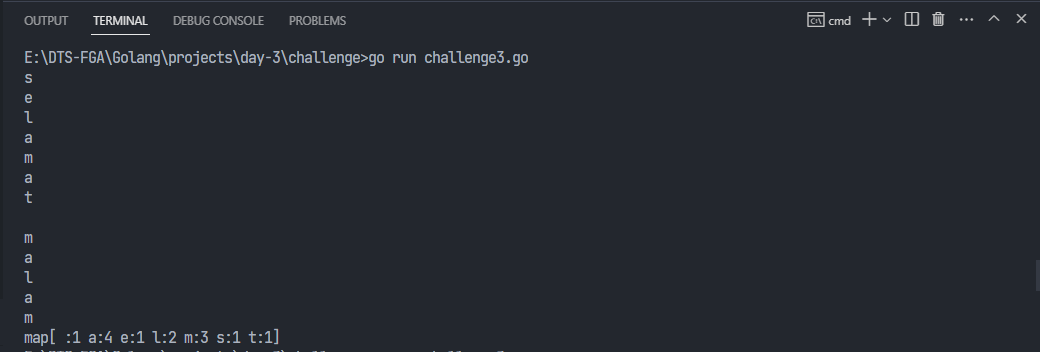 OUTPUT TERMINAL DEBUG CONSOLE PROBLEMS cmd
E:\DTS-FGA\Golang\projects\day-3\challenge>go run challenge3.go
s
e
l
a
m
a
t

m
a
l
a
m
map[ :1 a:4 e:1 l:2 m:3 s:1 t:1]